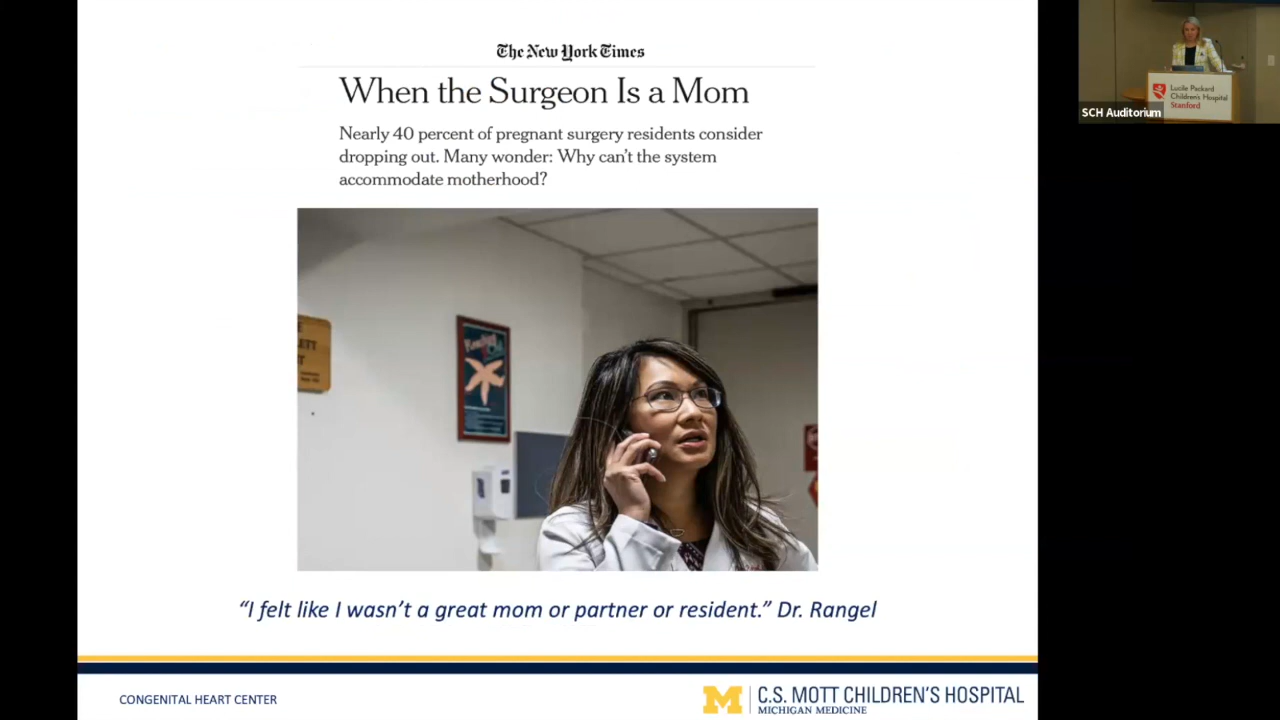 The New York Times
When the Surgeon Is a Mom
Nearly 40 percent of pregnant surgery residents consider
dropping out. Many wonder: Why can't the system
accommodate motherhood?
“I felt like I wasn’t a great mom or partner or resident.” Dr. Rangel
CONGENITAL HEART CENTER
M
C.S. MOTT CHILDREN'S HOSPITAL
MICHIGAN MEDICINE
Lucile Packard
Children's Hospital
Stanford
SCH Auditorium